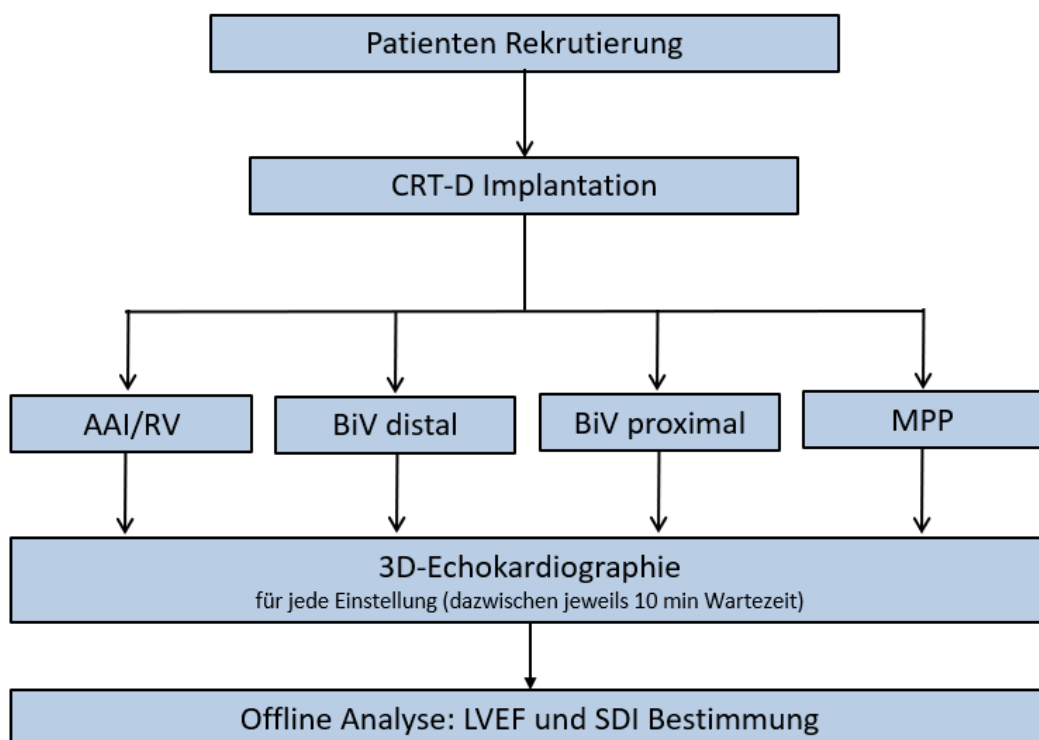 Patienten Rekrutierung
CRT-D Implantation
AAI/RV
BiV distal
BiV proximal
MPP
3D-Echokardiographie
für jede Einstellung (dazwischen jeweils 10 min Wartezeit)
Offline Analyse: LVEF und SDI Bestimmung